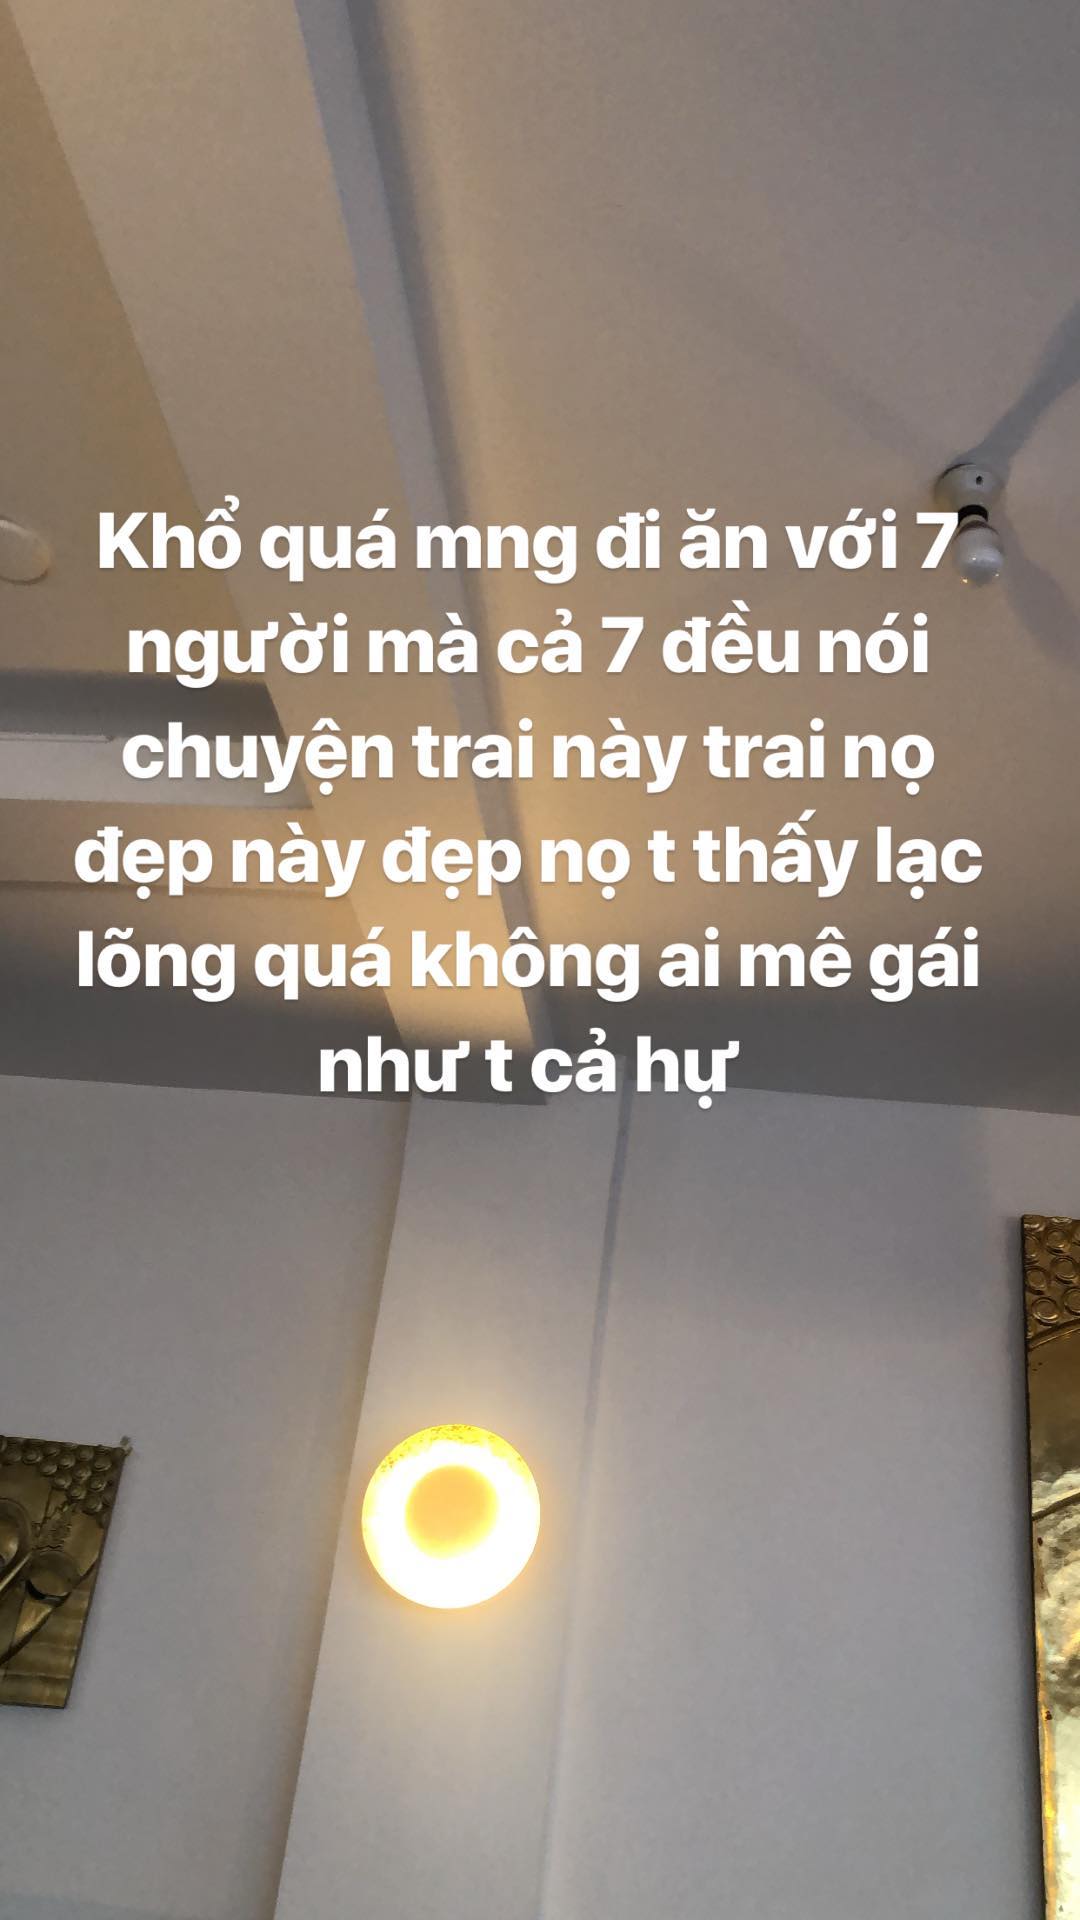 Khổ quá mng đi ăn với 7
người mà cả 7 đều nói
chuyện trai này trai nọ
đẹp này đẹp nọ t thấy lạc
lõng quá không ai mê gái
như t cả hự